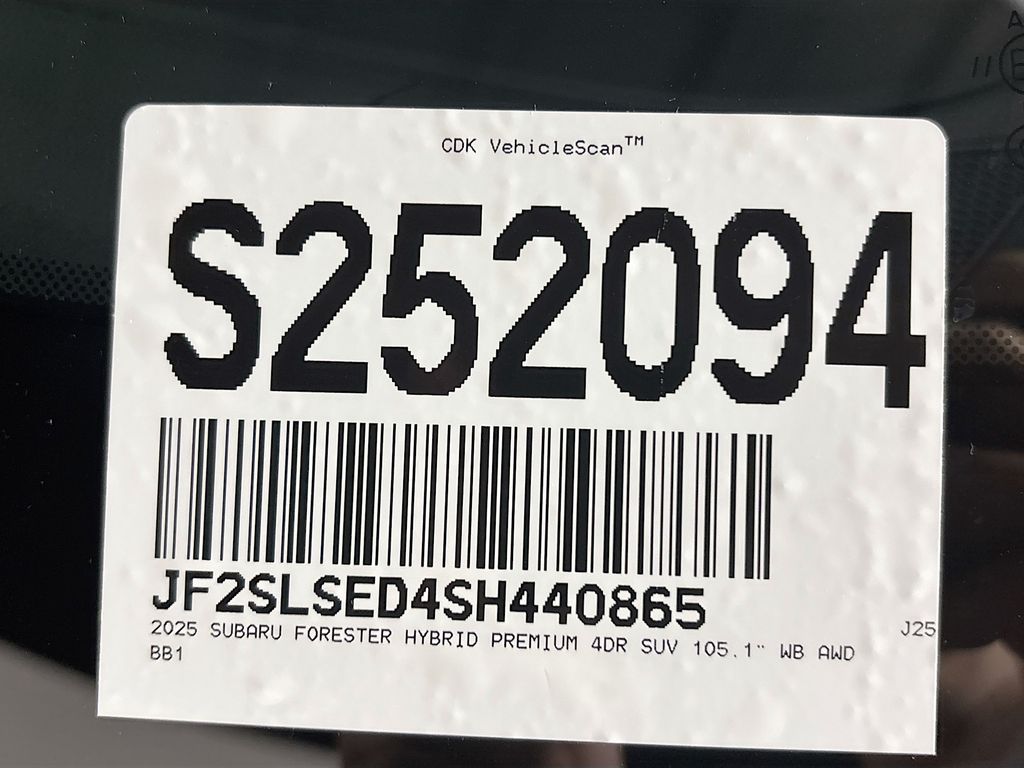 CDK VehicleScan™
S252094
JF2SLSED4SH440865
J25
2025 SUBARU FORESTER HYBRID PREMIUM 4DR SUV 105.1" WB AWD
BB1